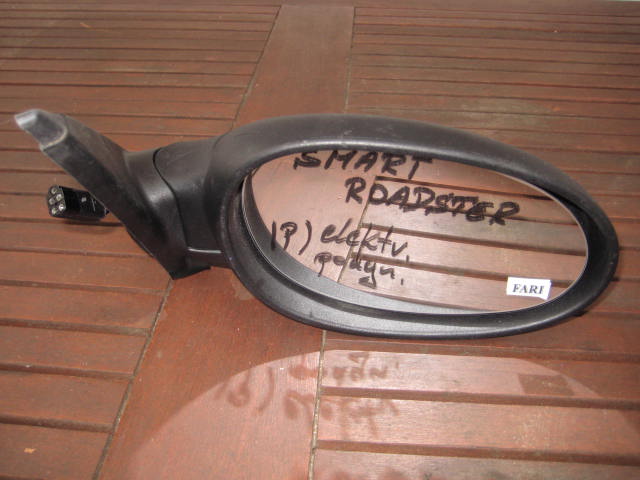 SMART
ROADSTER
(P) elektr.
FARI